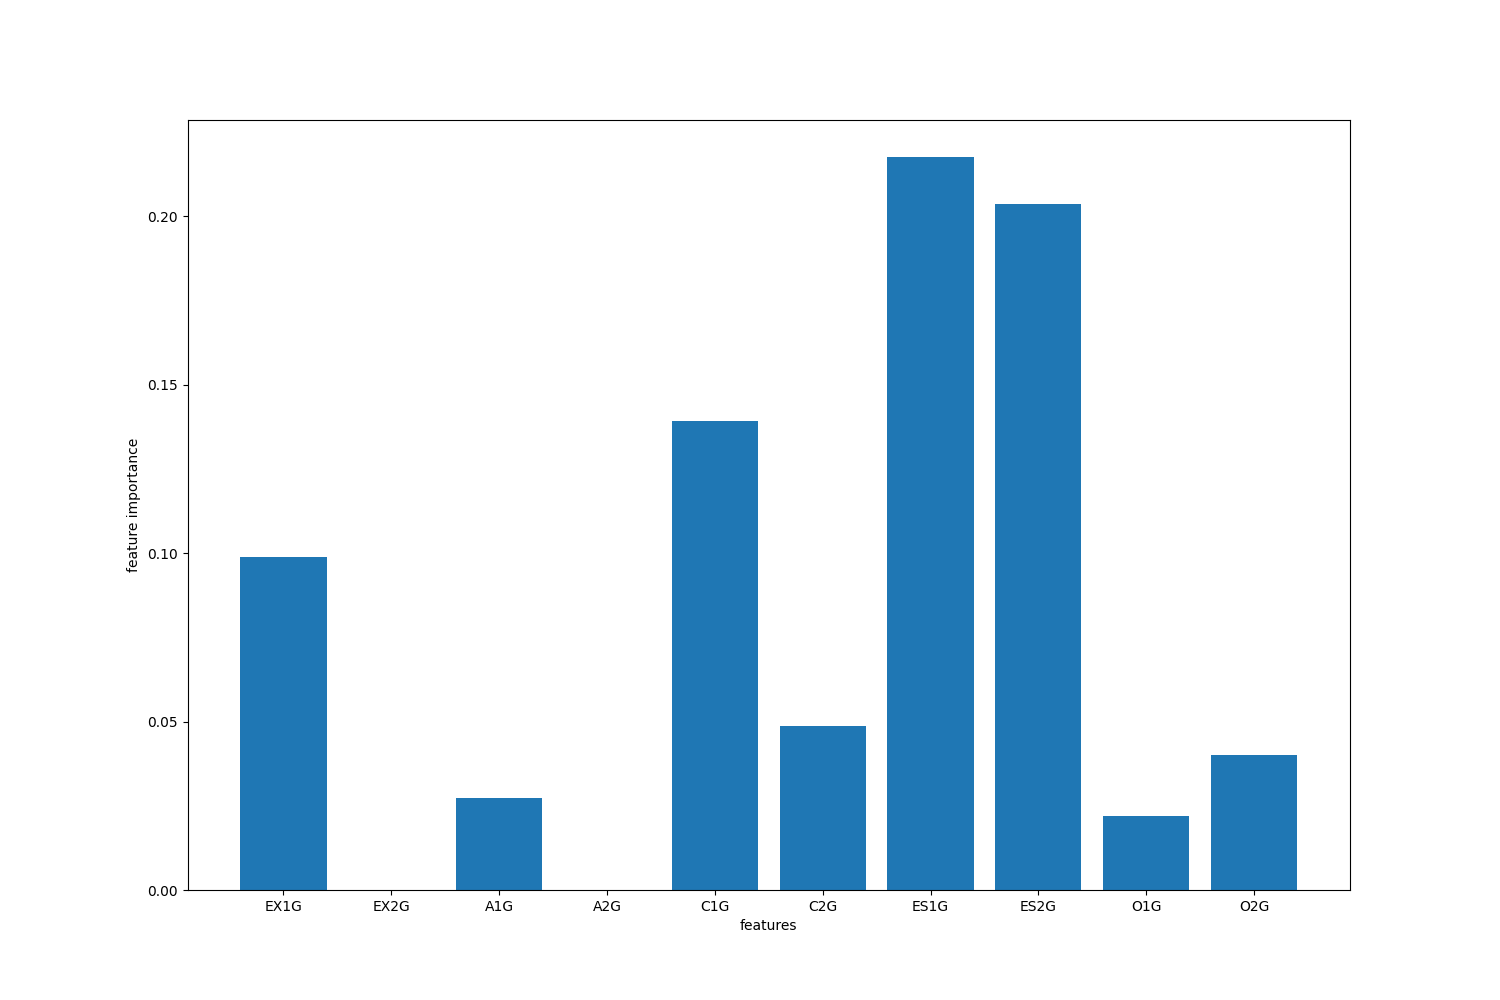 feature importance
0.20
0.15
0.10
0.05
0.00
EX1G EX2G A1G A2G C1G C2G ES1G ES2G O1G O2G
features